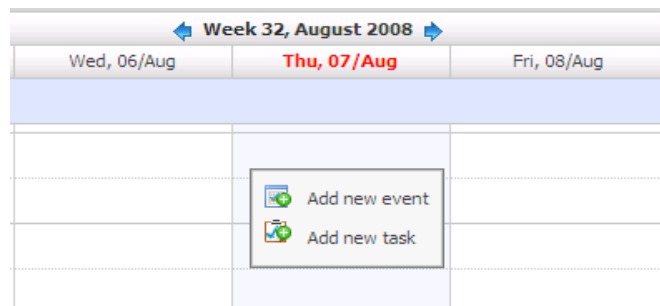 Week 32, August 2008
Wed, 06/Aug Thu, 07/Aug Fri, 08/Aug
Add new event
Add new task